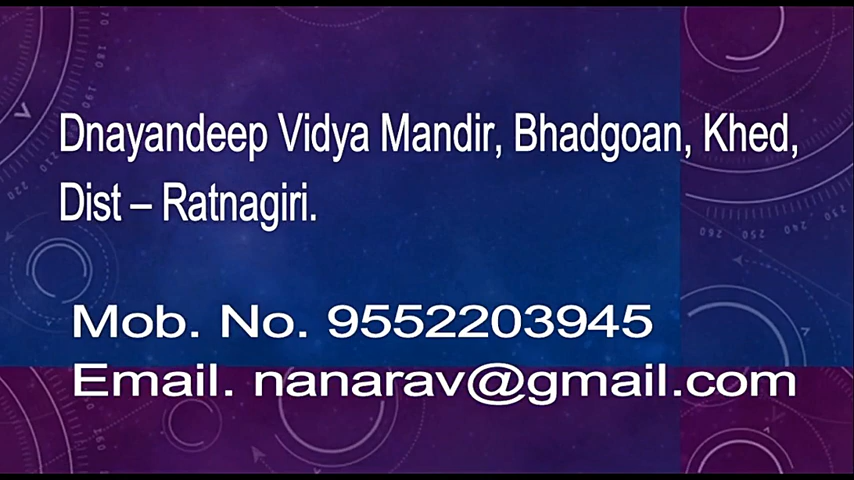 Dnayandeep Vidya Mandir, Bhadgoan, Khed,
Dist – Ratnagiri.
Mob. No. 9552203945
Email. nanarav@gmail.com